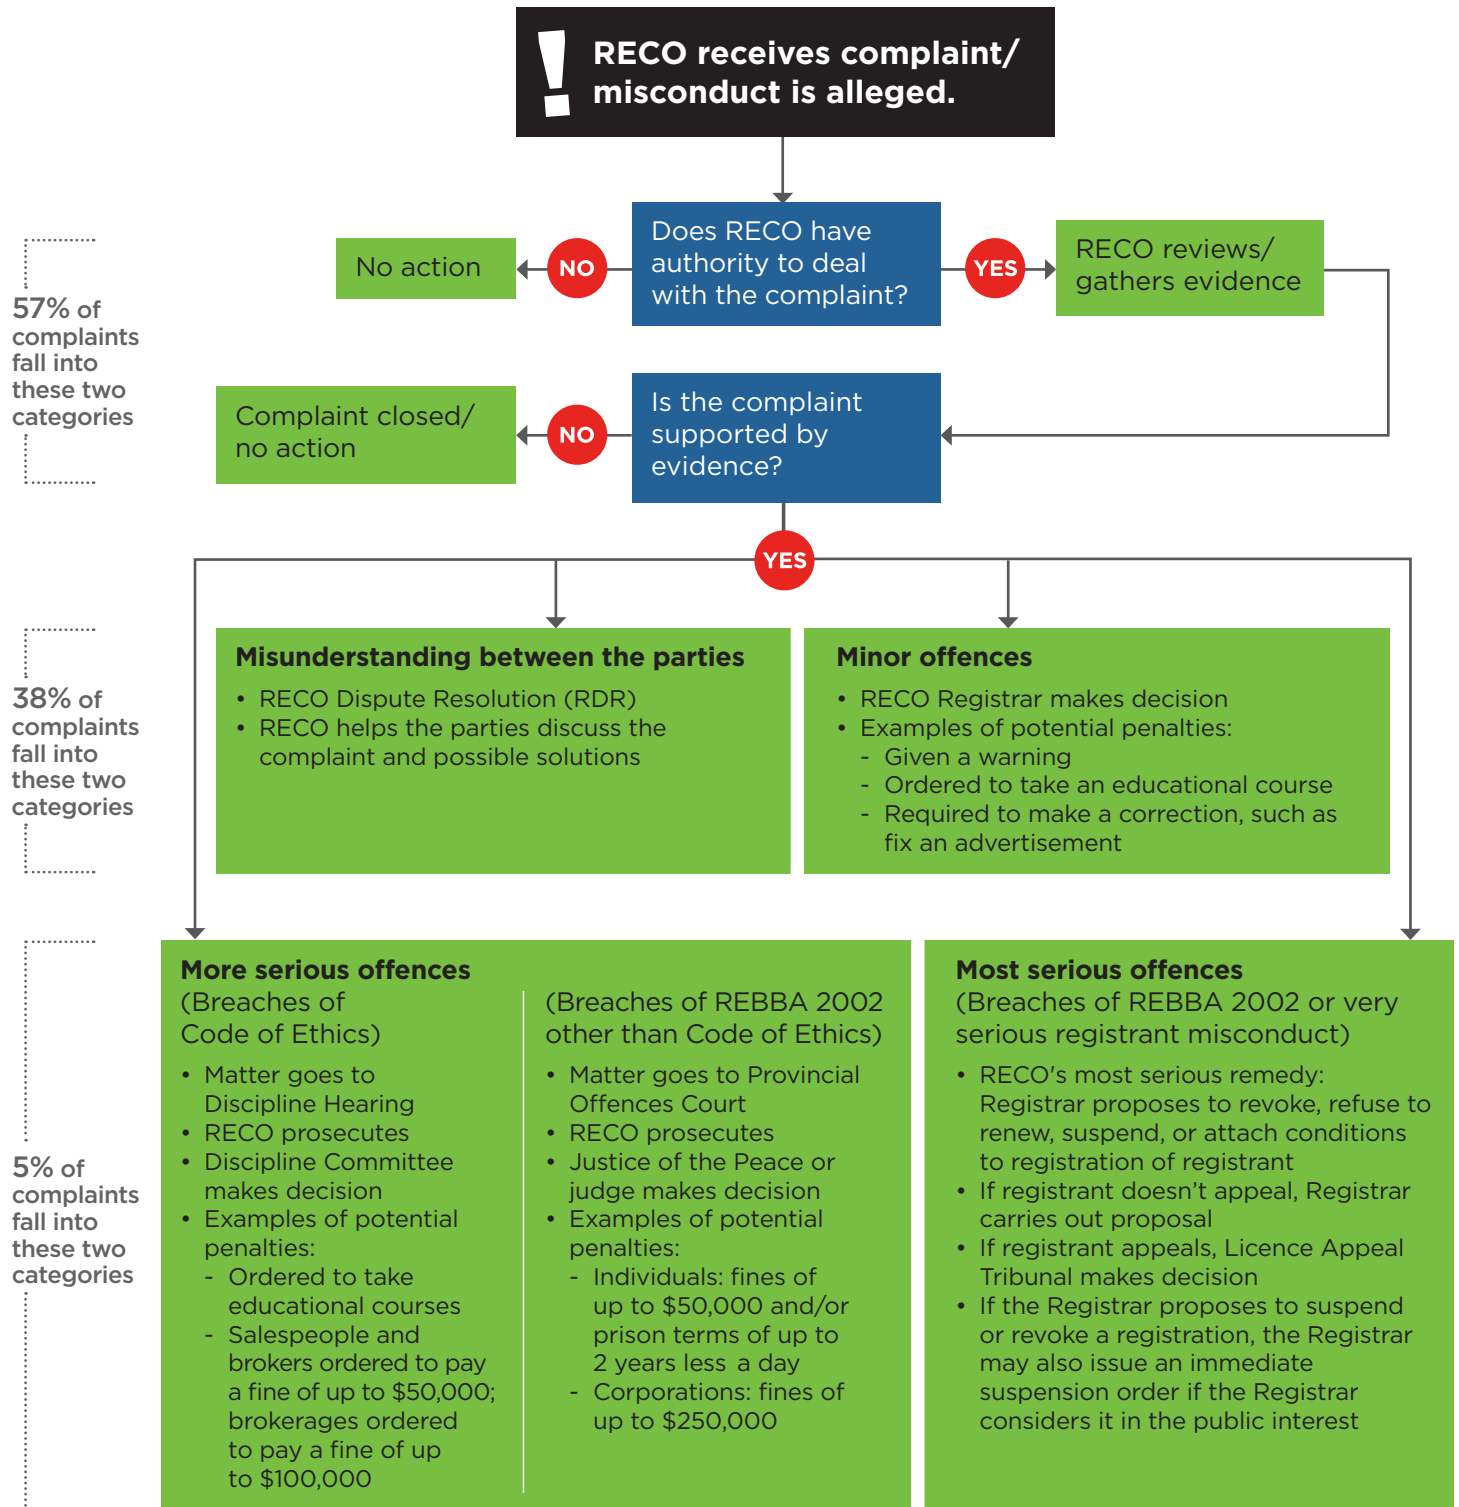 !
RECO receives complaint/
misconduct is alleged.
Does RECO have
authority to deal
with the complaint?
NO
No action
YES
RECO reviews/
gathers evidence
57% of
complaints
fall into
these two
categories
Is the complaint
supported by
evidence?
NO
Complaint closed/
no action
YES
38% of
complaints
fall into
these two
categories
Misunderstanding between the parties
• RECO Dispute Resolution (RDR)
• RECO helps the parties discuss the
complaint and possible solutions
Minor offences
• RECO Registrar makes decision
• Examples of potential penalties:
- Given a warning
- Ordered to take an educational course
- Required to make a correction, such as
fix an advertisement
5% of
complaints
fall into
these two
categories
More serious offences
(Breaches of
Code of Ethics)
• Matter goes to
Discipline Hearing
• RECO prosecutes
• Discipline Committee
makes decision
• Examples of potential
penalties:
- Ordered to take
educational courses
- Salespeople and
brokers ordered to pay
a fine of up to $50,000;
brokerages ordered
to pay a fine of up
to $100,000
(Breaches of REBBA 2002
other than Code of Ethics)
• Matter goes to Provincial
Offences Court
• RECO prosecutes
• Justice of the Peace or
judge makes decision
• Examples of potential
penalties:
- Individuals: fines of
up to $50,000 and/or
prison terms of up to
2 years less a day
- Corporations: fines of
up to $250,000
Most serious offences
(Breaches of REBBA 2002 or very
serious registrant misconduct)
• RECO's most serious remedy:
Registrar proposes to revoke, refuse to
renew, suspend, or attach conditions
to registration of registrant
• If registrant doesn’t appeal, Registrar
carries out proposal
• If registrant appeals, Licence Appeal
Tribunal makes decision
• If the Registrar proposes to suspend
or revoke a registration, the Registrar
may also issue an immediate
suspension order if the Registrar
considers it in the public interest